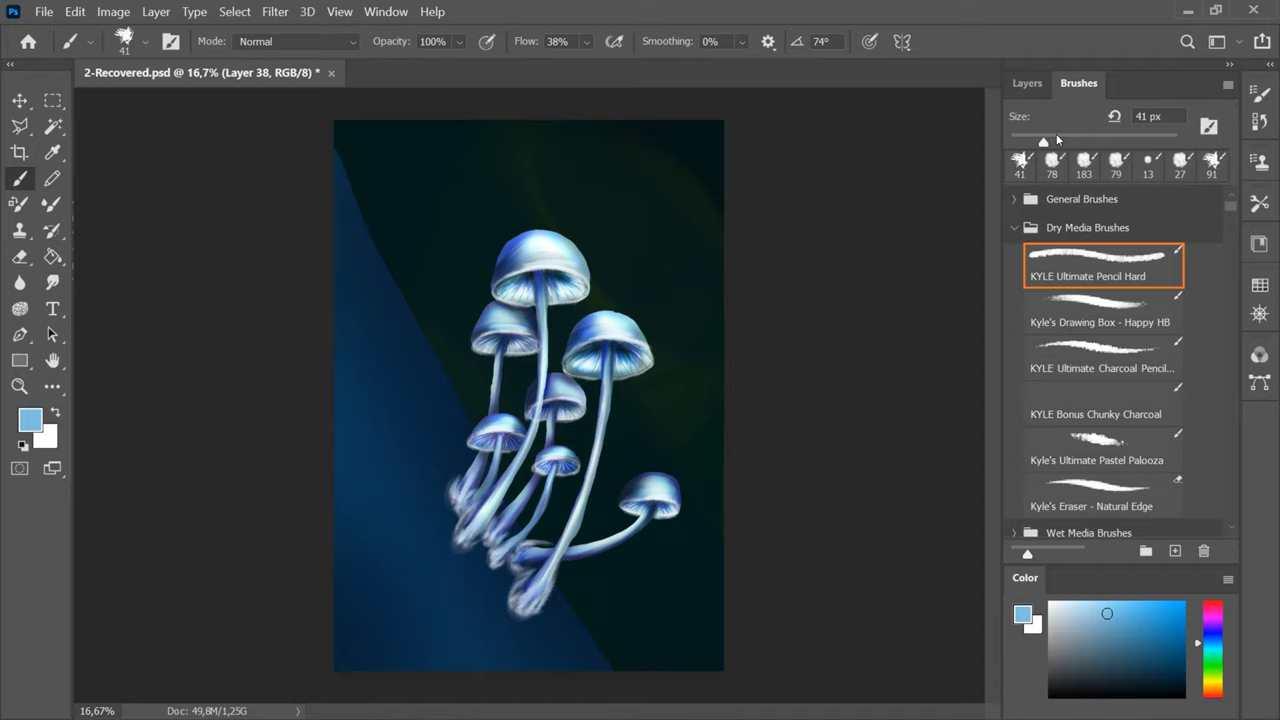 Ps File Edit Image Layer Type Select Filter 3D View Window Help
41 Mode: Normal Opacity: 100% Flow: 38% Smoothing: 0% 74°
2-Recovered.psd @ 16,7% (Layer 38, RGB/8) * ×
Layers Brushes
Size: 41 px
41 78 183 79 13 27 91
General Brushes
Dry Media Brushes
KYLE Ultimate Pencil Hard
Kyle's Drawing Box - Happy HB
KYLE Ultimate Charcoal Pencil...
KYLE Bonus Chunky Charcoal
Kyle's Ultimate Pastel Palooza
Kyle's Eraser - Natural Edge
Wet Media Brushes
Color
16,67% Doc: 49,8M/1,25G